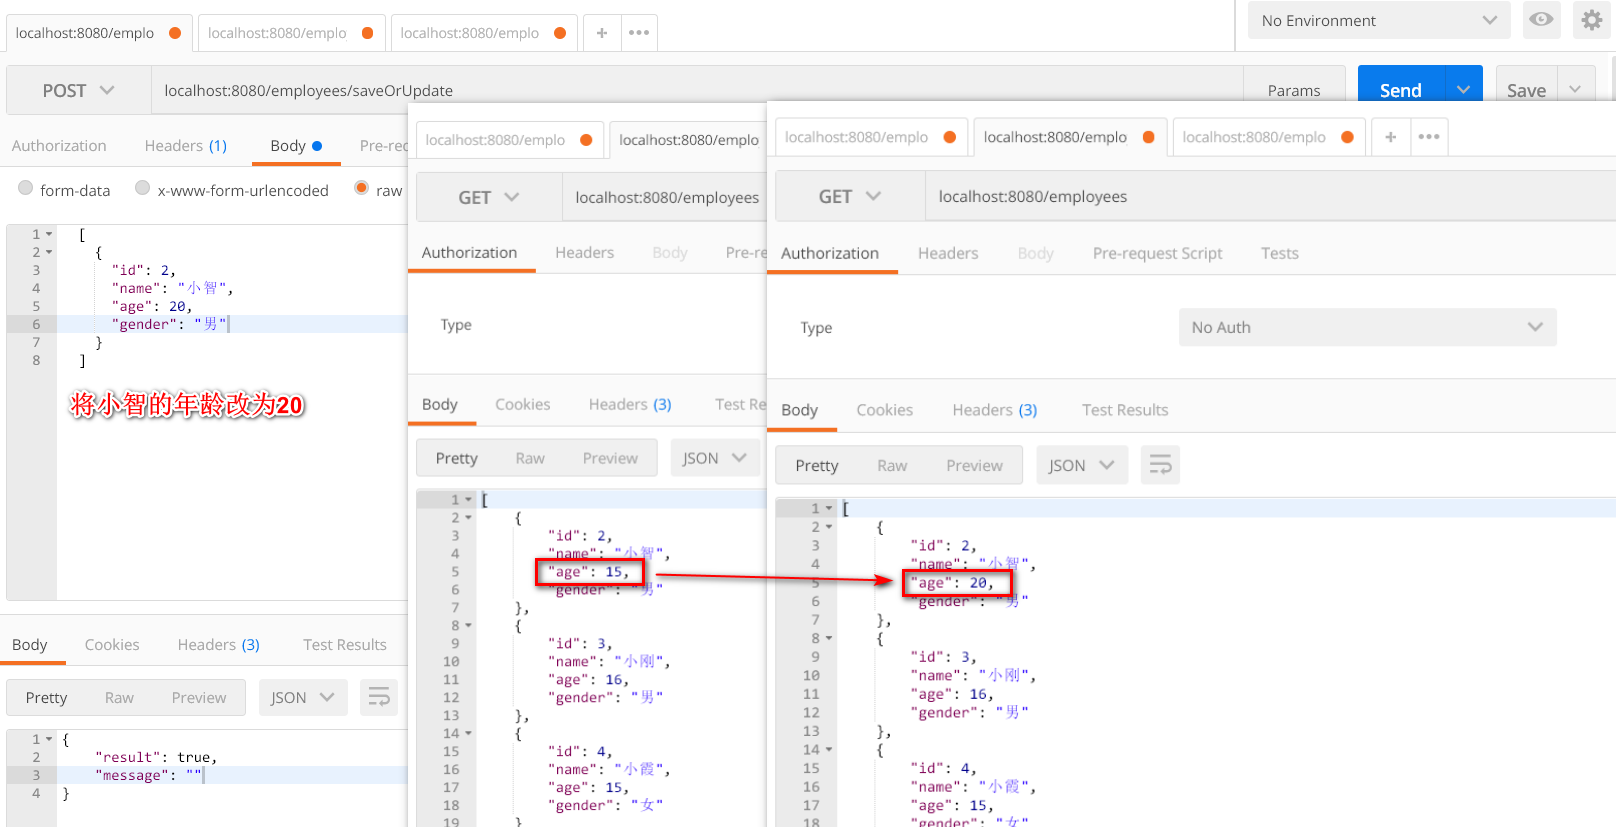 localhost:8080/emplo
localhost:8080/emplo
localhost:8080/emplo
+
•••
No Environment
POST
localhost:8080/employees/saveOrUpdate
Params
Send
Save
Authorization
Headers (1)
Body
Pre-rec
form-data
x-www-form-urlencoded
raw
1 [
2 {
3 "id": 2,
4 "name": "小智",
5 "age": 20,
6 "gender": "男"
7 }
8 ]
将小智的年龄改为20
Body
Cookies
Headers (3)
Test Results
Pretty
Raw
Preview
JSON
1 {
2 "result": true,
3 "message": ""
4 }
localhost:8080/emplo
localhost:8080/emplo
GET
localhost:8080/employees
Authorization
Headers
Body
Pre-re
Type
Body
Cookies
Headers (3)
Test Re
Pretty
Raw
Preview
JSON
1 [
2 {
3 "id": 2,
4 "name": "小智",
5 "age": 15,
6 "gender": "男"
7 },
8 {
9 "id": 3,
10 "name": "小刚",
11 "age": 16,
12 "gender": "男"
13 },
14 {
15 "id": 4,
16 "name": "小霞",
17 "age": 15,
18 "gender": "女"
19 }
localhost:8080/emplo
localhost:8080/emplo
localhost:8080/emplo
+
•••
GET
localhost:8080/employees
Authorization
Headers
Body
Pre-request Script
Tests
Type
No Auth
Body
Cookies
Headers (3)
Test Results
Pretty
Raw
Preview
JSON
1 [
2 {
3 "id": 2,
4 "name": "小智",
5 "age": 20,
6 "gender": "男"
7 },
8 {
9 "id": 3,
10 "name": "小刚",
11 "age": 16,
12 "gender": "男"
13 },
14 {
15 "id": 4,
16 "name": "小霞",
17 "age": 15,
18 "gender": "女"